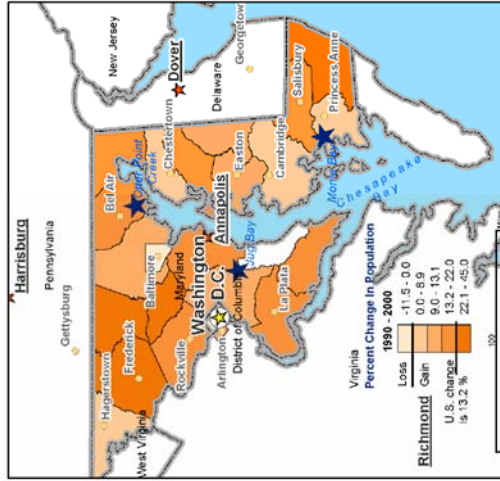 Harrisburg
Pennsylvania
Gettysburg
New Jersey
Hagerstown
Frederick
Bel Air
Otter Point
Creek
Baltimore
Chestertown
Dover
Delaware
Georgetown
West Virginia
Rockville
Maryland
Washington
D.C.
Annapolis
Arlington
District of Columbia
Jug Bay
Easton
Cambridge
Salisbury
La Plata
Princess Anne
Monie Bay
Chesapeake
Bay
Virginia
Percent Change In Population
1990 - 2000
Loss
-11.5 - 0.0
Gain
0.0 - 8.9
9.0 - 13.1
Richmond
13.2 - 22.0
U.S. change
is 13.2 %
22.1 - 45.0
100